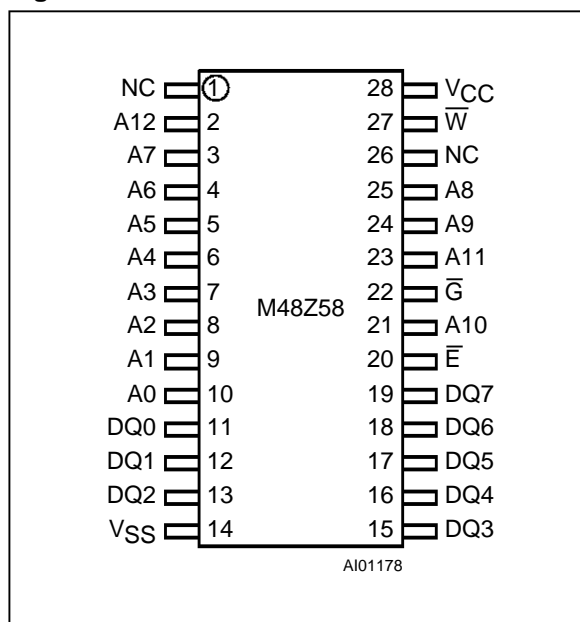 NC 1 28 VCC
A12 2 27 W̅
A7 3 26 NC
A6 4 25 A8
A5 5 24 A9
A4 6 23 A11
A3 7 22 G̅
M48Z58
A2 8 21 A10
A1 9 20 E̅
A0 10 19 DQ7
DQ0 11 18 DQ6
DQ1 12 17 DQ5
DQ2 13 16 DQ4
VSS 14 15 DQ3
AI01178